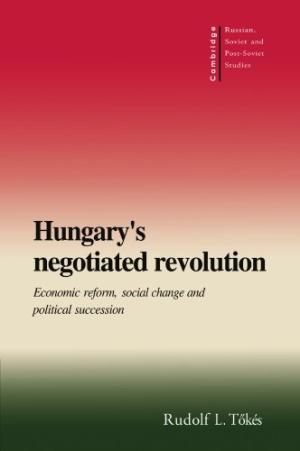 Cambridge
Russian,
Soviet and
Post-Soviet
Studies
Hungary's
negotiated revolution
Economic reform, social change and
political succession
Rudolf L. Tőkés